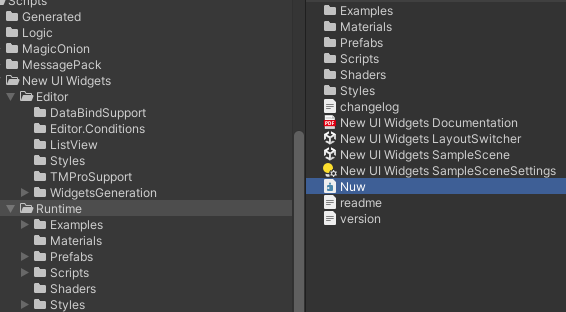 Scripts
Generated
Logic
MagicOnion
MessagePack
New UI Widgets
Editor
DataBindSupport
Editor.Conditions
ListView
Styles
TMProSupport
WidgetsGeneration
Runtime
Examples
Materials
Prefabs
Scripts
Shaders
Styles
Examples
Materials
Prefabs
Scripts
Shaders
Styles
changelog
New UI Widgets Documentation
New UI Widgets LayoutSwitcher
New UI Widgets SampleScene
New UI Widgets SampleSceneSettings
Nuw
readme
version